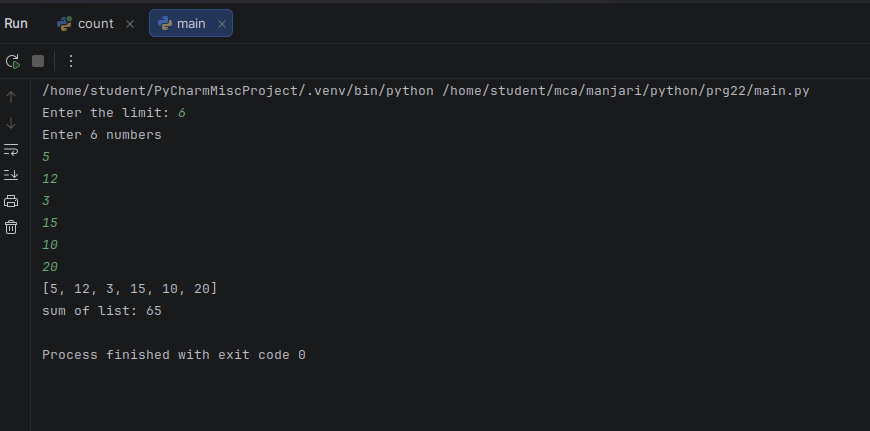 Run count main
/home/student/PyCharmMiscProject/.venv/bin/python /home/student/mca/manjari/python/prg22/main.py
Enter the limit: 6
Enter 6 numbers
5
12
3
15
10
20
[5, 12, 3, 15, 10, 20]
sum of list: 65
Process finished with exit code 0